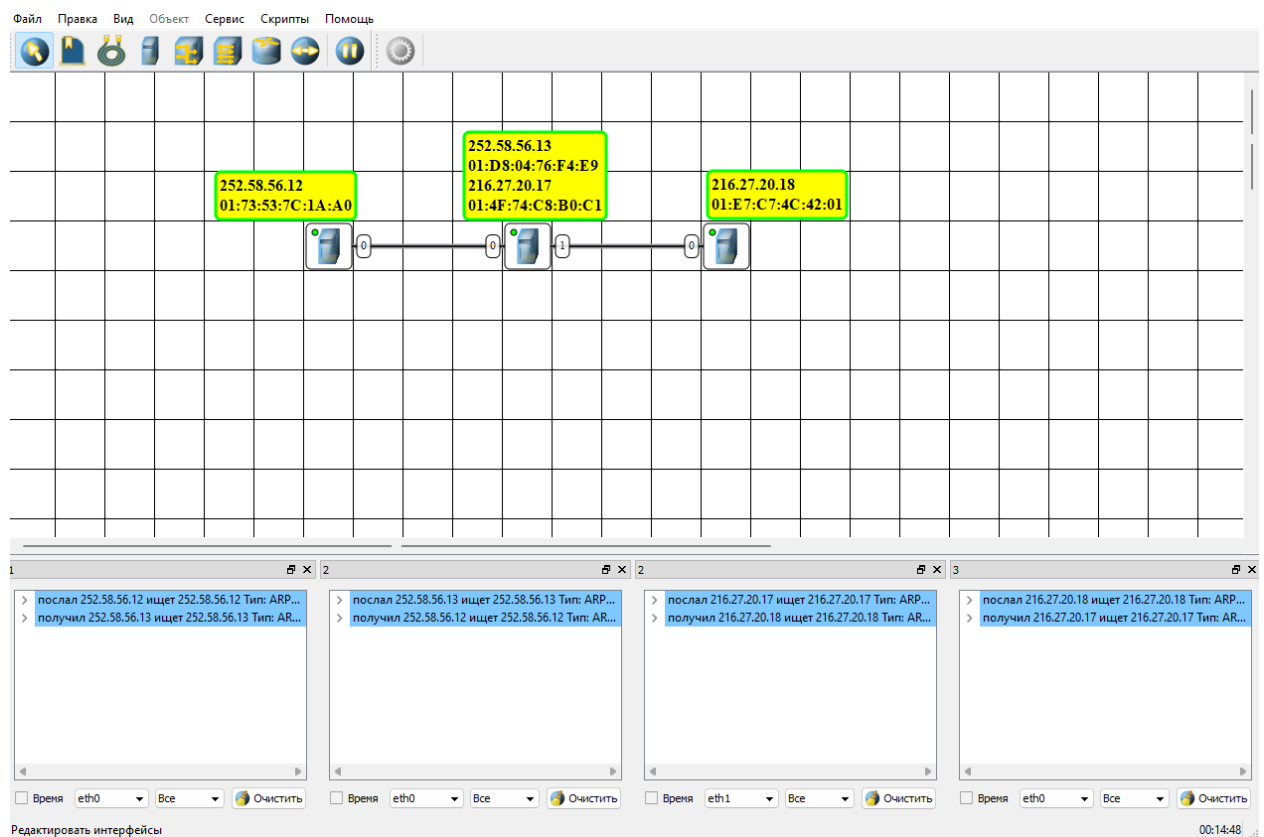 Файл Правка Вид Объект Сервис Скрипты Помощь
252.58.56.12
01:73:53:7C:1A:A0
252.58.56.13
01:D8:04:76:F4:E9
216.27.20.17
01:4F:74:C8:B0:C1
216.27.20.18
01:E7:C7:4C:42:01
0 0 1 0
1 2 2 3
послал 252.58.56.12 ищет 252.58.56.12 Тип: ARP...
получил 252.58.56.13 ищет 252.58.56.13 Тип: AR...
послал 252.58.56.13 ищет 252.58.56.13 Тип: ARP...
получил 252.58.56.12 ищет 252.58.56.12 Тип: AR...
послал 216.27.20.17 ищет 216.27.20.17 Тип: ARP...
получил 216.27.20.18 ищет 216.27.20.18 Тип: AR...
послал 216.27.20.18 ищет 216.27.20.18 Тип: ARP...
получил 216.27.20.17 ищет 216.27.20.17 Тип: AR...
Время eth0 Все Очистить
Время eth0 Все Очистить
Время eth1 Все Очистить
Время eth0 Все Очистить
Редактировать интерфейсы 00:14:48